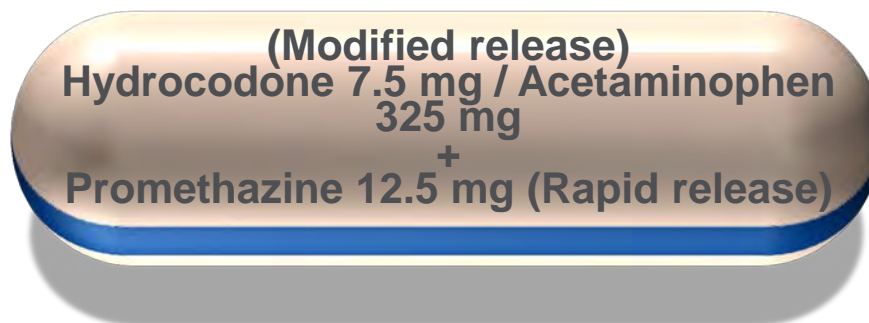 (Modified release)
Hydrocodone 7.5 mg / Acetaminophen
325 mg
+
Promethazine 12.5 mg (Rapid release)